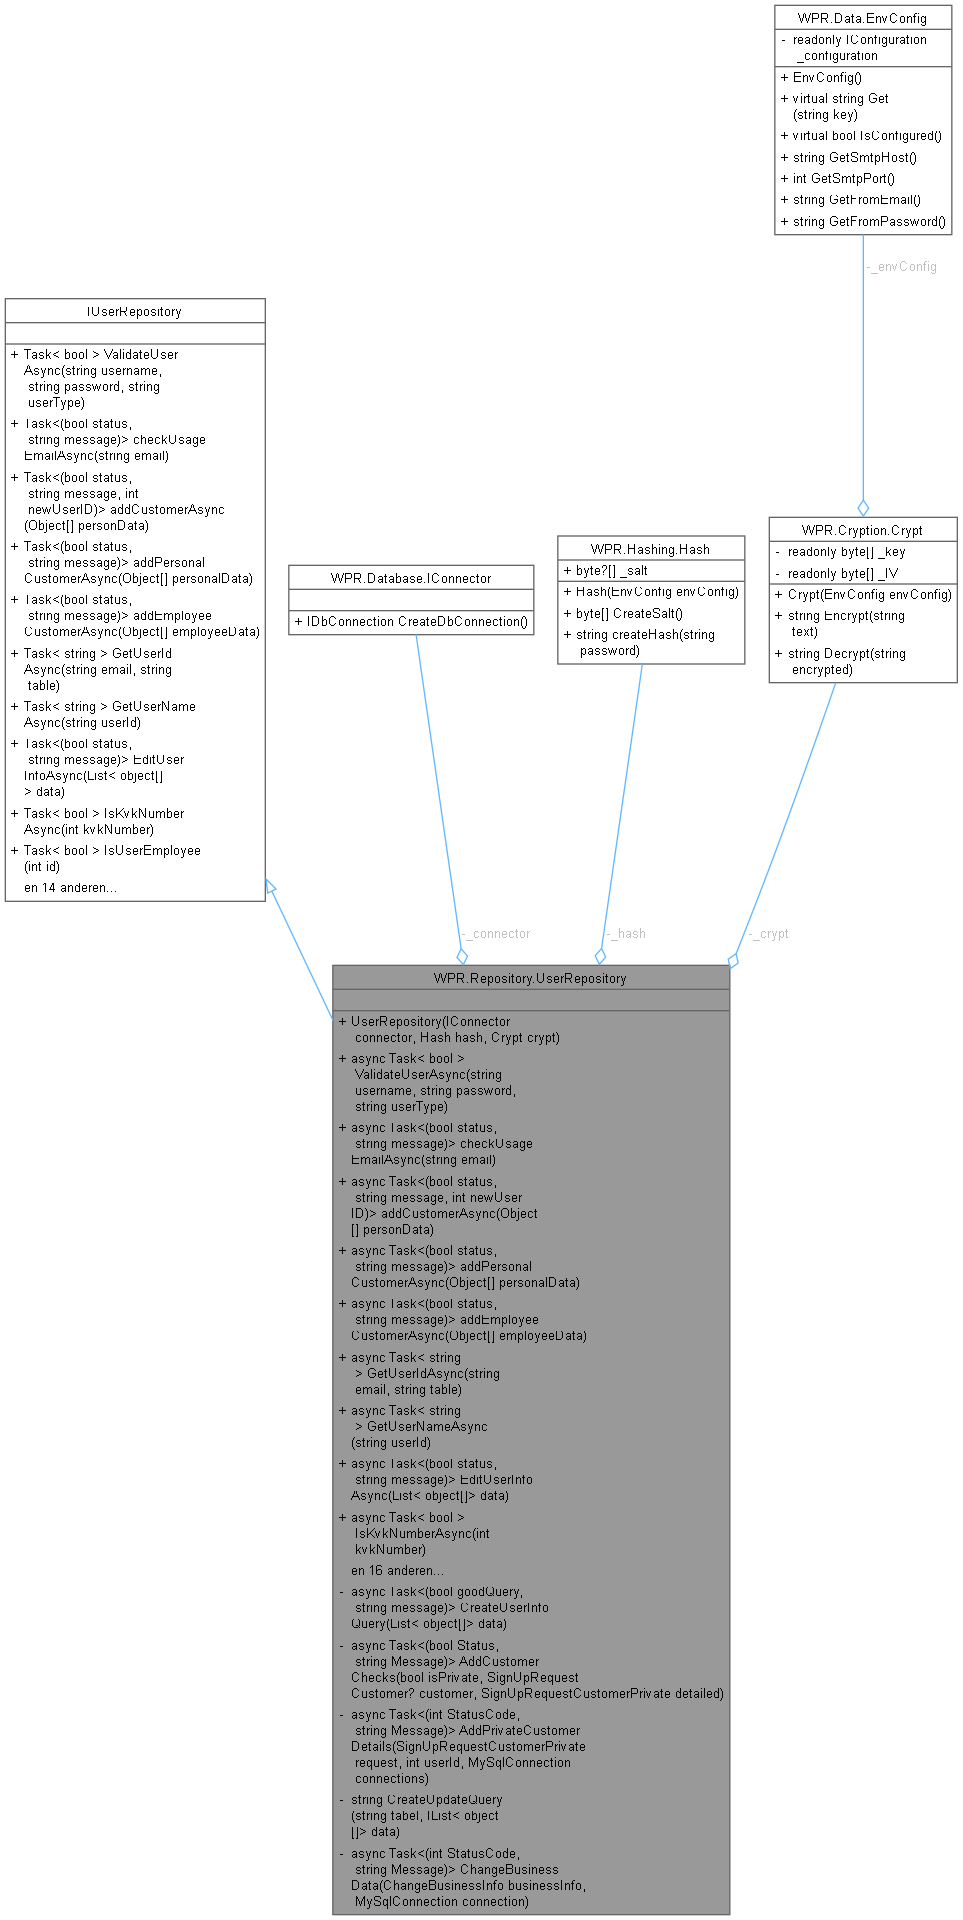 WPR.Data.EnvConfig
- readonly IConfiguration
_configuration
+ EnvConfig()
+ virtual string Get
(string key)
+ virtual bool IsConfigured()
+ string GetSmtpHost()
+ int GetSmtpPort()
+ string GetFromEmail()
+ string GetFromPassword()
-_envConfig
IUserRepository
+ Task< bool > ValidateUser
Async(string username,
string password, string
userType)
+ Task<(bool status,
string message)> checkUsage
EmailAsync(string email)
+ Task<(bool status,
string message, int
newUserID)> addCustomerAsync
(Object[] personData)
+ Task<(bool status,
string message)> addPersonal
CustomerAsync(Object[] personalData)
+ Task<(bool status,
string message)> addEmployee
CustomerAsync(Object[] employeeData)
+ Task< string > GetUserId
Async(string email, string
table)
+ Task< string > GetUserName
Async(string userId)
+ Task<(bool status,
string message)> EditUser
InfoAsync(List< object[]
> data)
+ Task< bool > IsKvkNumber
Async(int kvkNumber)
+ Task< bool > IsUserEmployee
(int id)
en 14 anderen...
WPR.Database.IConnector
+ IDbConnection CreateDbConnection()
WPR.Hashing.Hash
+ byte?[] _salt
+ Hash(EnvConfig envConfig)
+ byte[] CreateSalt()
+ string createHash(string
password)
WPR.Cryption.Crypt
- readonly byte[] _key
- readonly byte[] _IV
+ Crypt(EnvConfig envConfig)
+ string Encrypt(string
text)
+ string Decrypt(string
encrypted)
-_connector
-_hash
-_crypt
WPR.Repository.UserRepository
+ UserRepository(IConnector
connector, Hash hash, Crypt crypt)
+ async Task< bool >
ValidateUserAsync(string
username, string password,
string userType)
+ async Task<(bool status,
string message)> checkUsage
EmailAsync(string email)
+ async Task<(bool status,
string message, int newUser
ID)> addCustomerAsync(Object
[] personData)
+ async Task<(bool status,
string message)> addPersonal
CustomerAsync(Object[] personalData)
+ async Task<(bool status,
string message)> addEmployee
CustomerAsync(Object[] employeeData)
+ async Task< string
> GetUserIdAsync(string
email, string table)
+ async Task< string
> GetUserNameAsync
(string userId)
+ async Task<(bool status,
string message)> EditUserInfo
Async(List< object[]> data)
+ async Task< bool >
IsKvkNumberAsync(int
kvkNumber)
en 16 anderen...
- async Task<(bool goodQuery,
string message)> CreateUserInfo
Query(List< object[]> data)
- async Task<(bool Status,
string Message)> AddCustomer
Checks(bool isPrivate, SignUpRequest
Customer? customer, SignUpRequestCustomerPrivate detailed)
- async Task<(int StatusCode,
string Message)> AddPrivateCustomer
Details(SignUpRequestCustomerPrivate
request, int userId, MySqlConnection
connections)
- string CreateUpdateQuery
(string tabel, IList< object
[]> data)
- async Task<(int StatusCode,
string Message)> ChangeBusiness
Data(ChangeBusinessInfo businessInfo,
MySqlConnection connection)